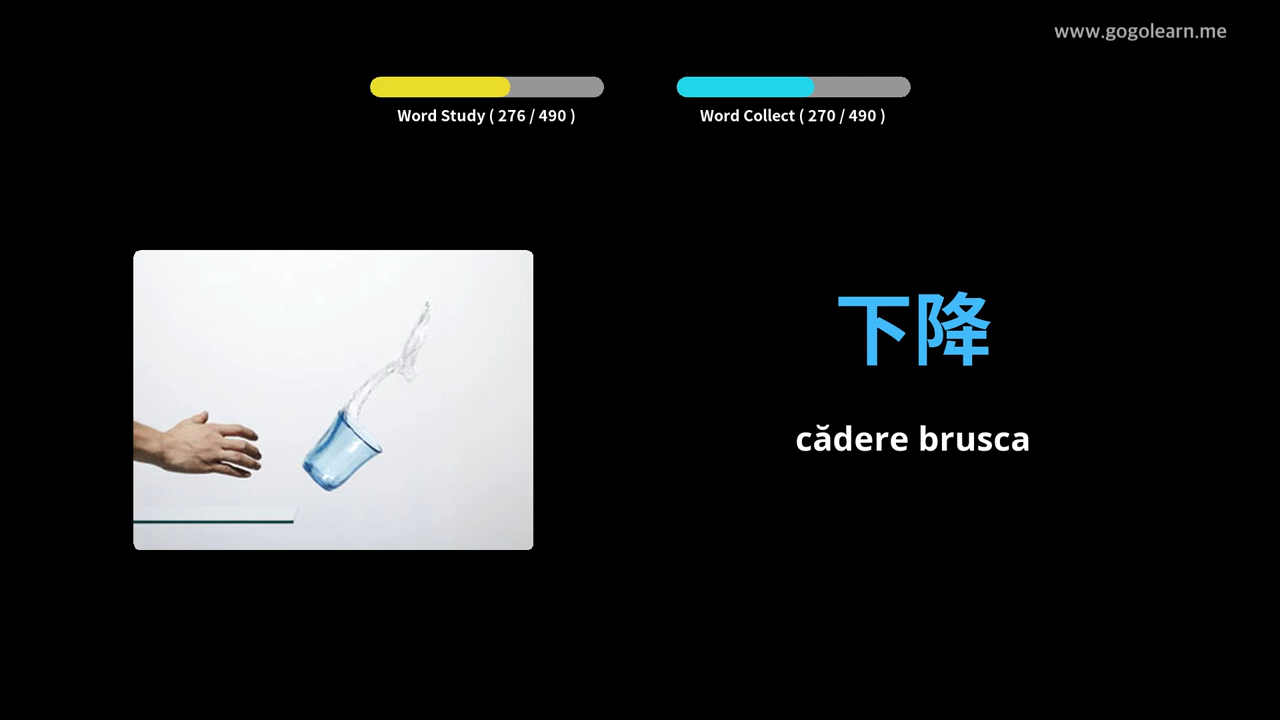 www.gogolearn.me
Word Study ( 276 / 490 )
Word Collect ( 270 / 490 )
下降
cădere brusca